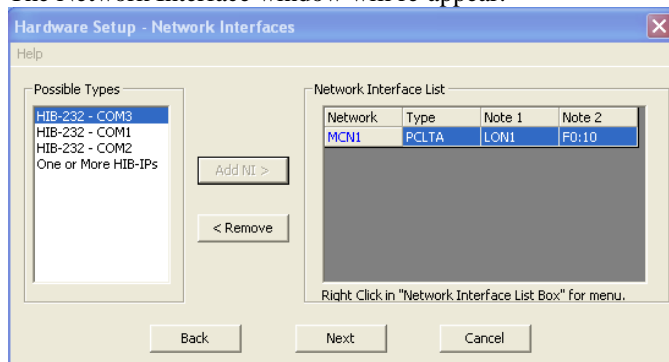 The Network Interface window will re-appear.
Hardware Setup - Network Interfaces
Help
Possible Types
HIB-232 - COM3
HIB-232 - COM1
HIB-232 - COM2
One or More HIB-IPs
Add NI >
< Remove
Network Interface List
Network Type Note 1 Note 2
MCN1 PCLTA LON1 F0:10
Right Click in "Network Interface List Box" for menu.
Back Next Cancel